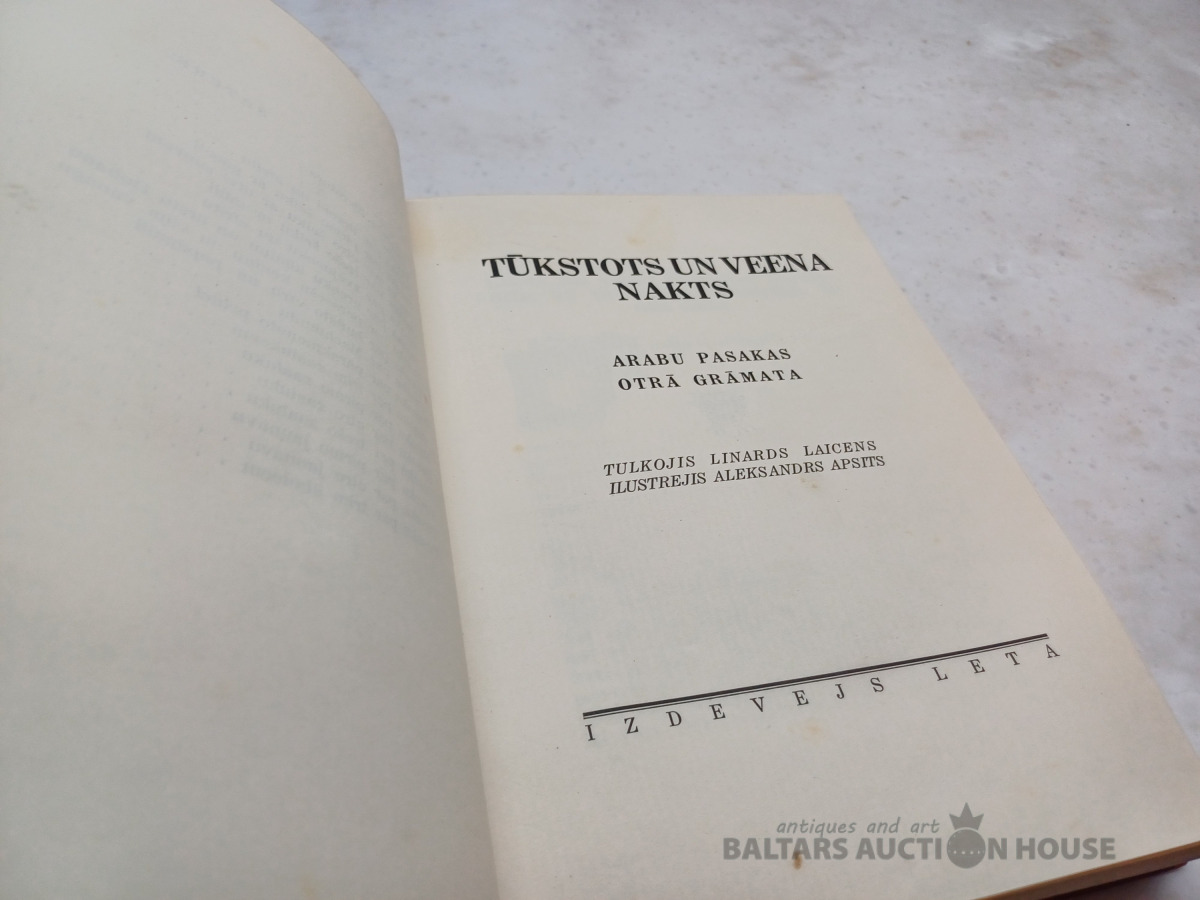 TŪKSTOTS UN VEENA
NAKTS
ARABU PASAKAS
OTRĀ GRĀMATA
TULKOJIS LINARDS LAICENS
ILUSTREJIS ALEKSANDRS APSITS
IZDEVEJS LETA
antiques and art
BALTARS AUCTION HOUSE